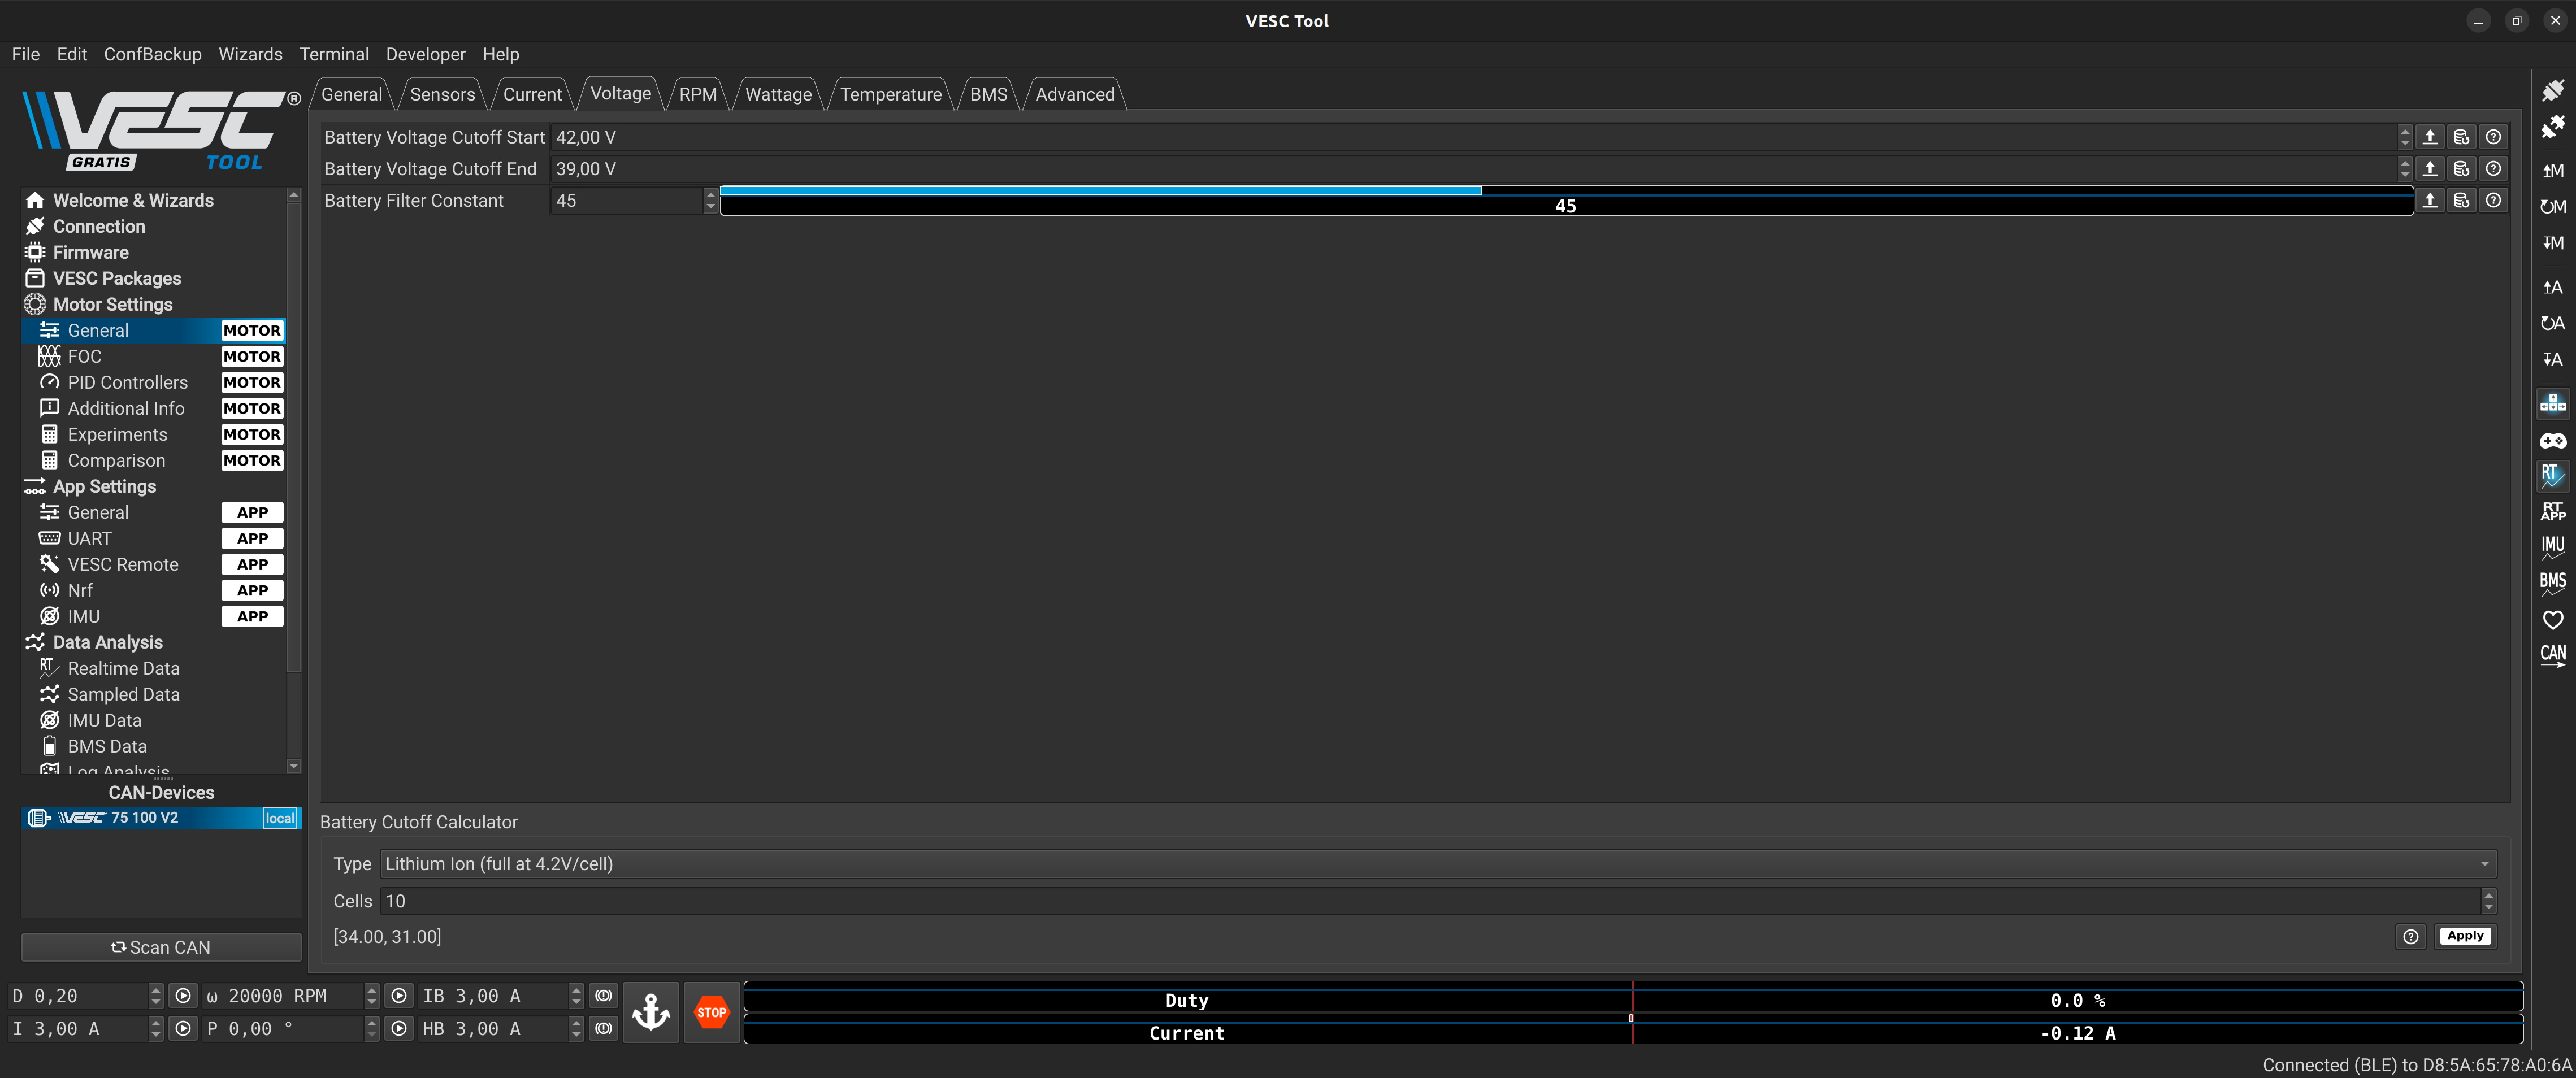 VESC Tool
File Edit ConfBackup Wizards Terminal Developer Help
VESC®
GRATIS TOOL
General Sensors Current Voltage RPM Wattage Temperature BMS Advanced
Battery Voltage Cutoff Start 42,00 V
Battery Voltage Cutoff End 39,00 V
Battery Filter Constant 45 45
Welcome & Wizards
Connection
Firmware
VESC Packages
Motor Settings
General MOTOR
FOC MOTOR
PID Controllers MOTOR
Additional Info MOTOR
Experiments MOTOR
Comparison MOTOR
App Settings
General APP
UART APP
VESC Remote APP
Nrf APP
IMU APP
Data Analysis
RT Realtime Data
Sampled Data
IMU Data
BMS Data
Log Analysis
CAN-Devices
VESC 75 100 V2 local
Scan CAN
Battery Cutoff Calculator
Type Lithium Ion (full at 4.2V/cell)
Cells 10
[34.00, 31.00]
Apply
D 0,20 ω 20000 RPM IB 3,00 A
I 3,00 A P 0,00 ° HB 3,00 A
STOP
Duty 0.0 %
Current -0.12 A
M
M
M
A
A
A
RT
RT APP
IMU
BMS
CAN
Connected (BLE) to D8:5A:65:78:A0:6A